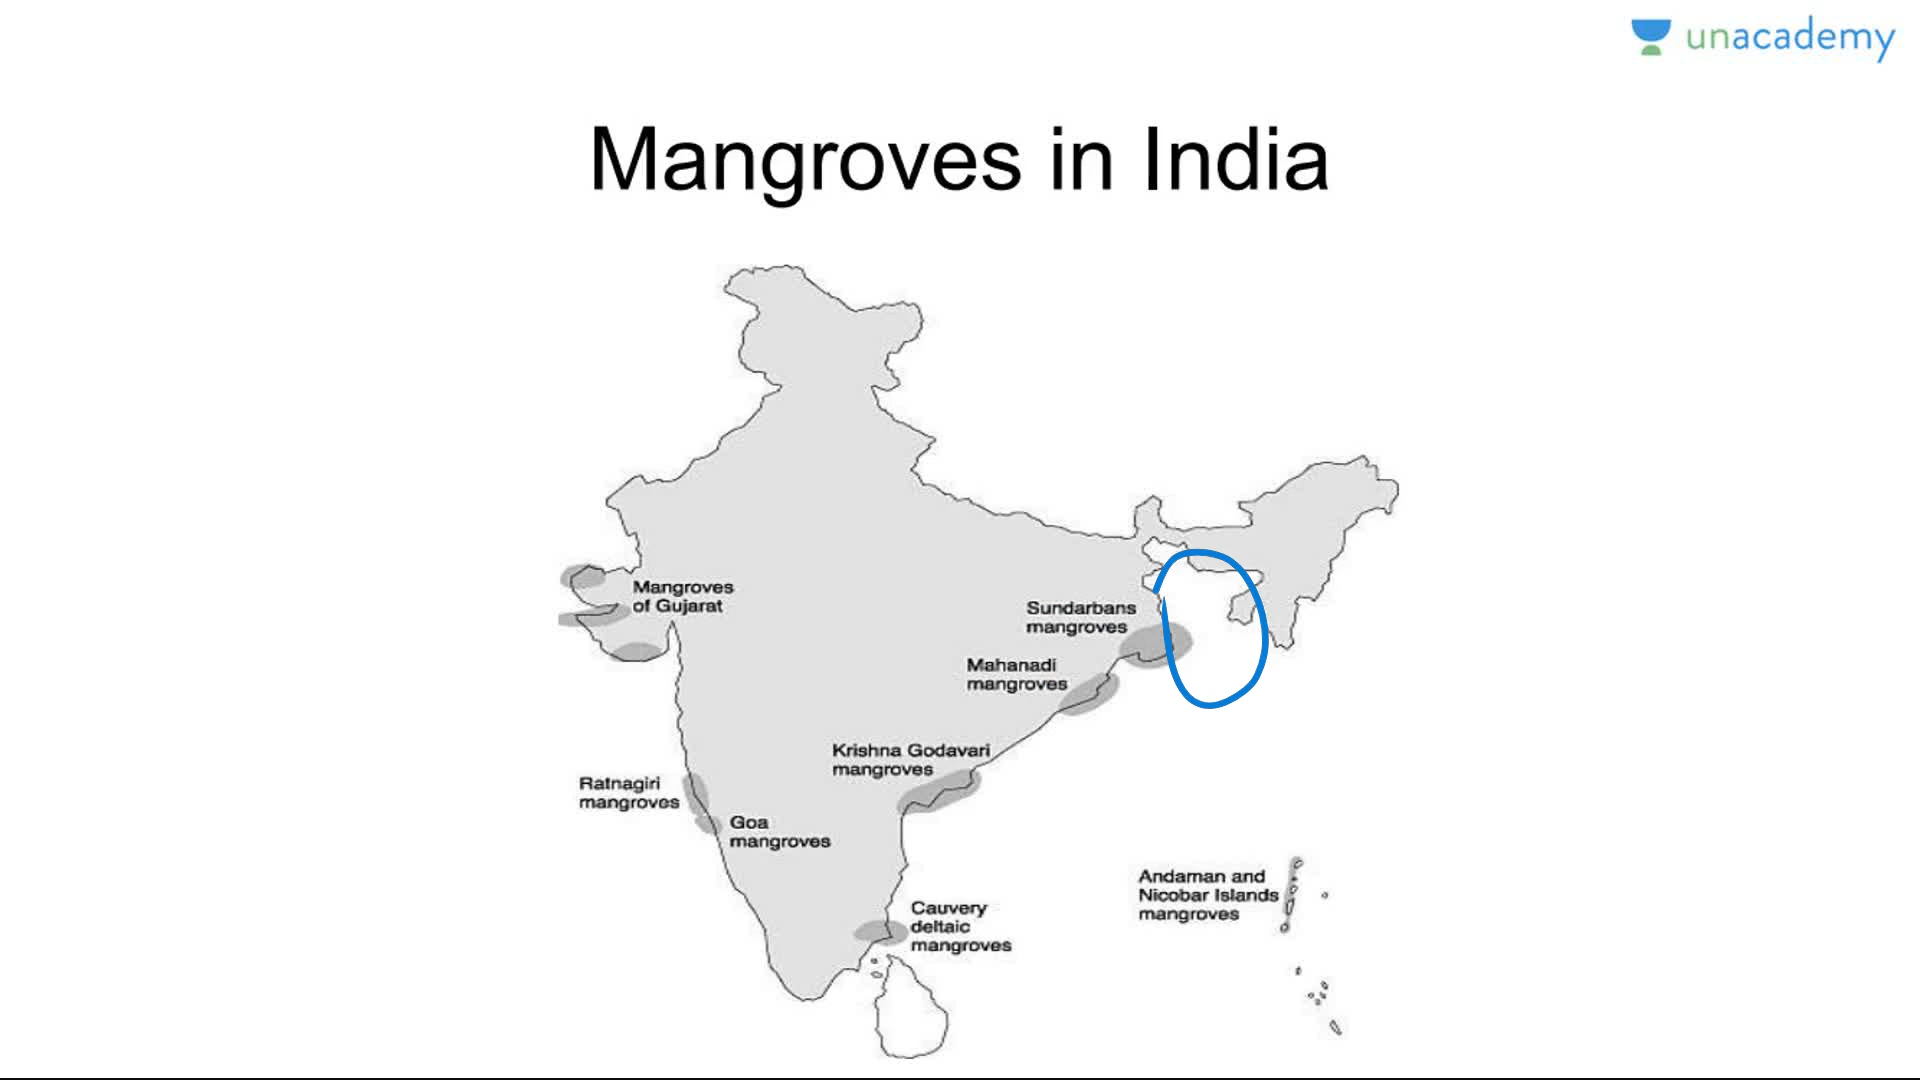 unacademy
Mangroves in India
Mangroves
of Gujarat
Sundarbans
mangroves
Mahanadi
mangroves
Krishna Godavari
mangroves
Ratnagiri
mangroves
Goa
mangroves
Andaman and
Nicobar Islands
mangroves
Cauvery
deltaic
mangroves